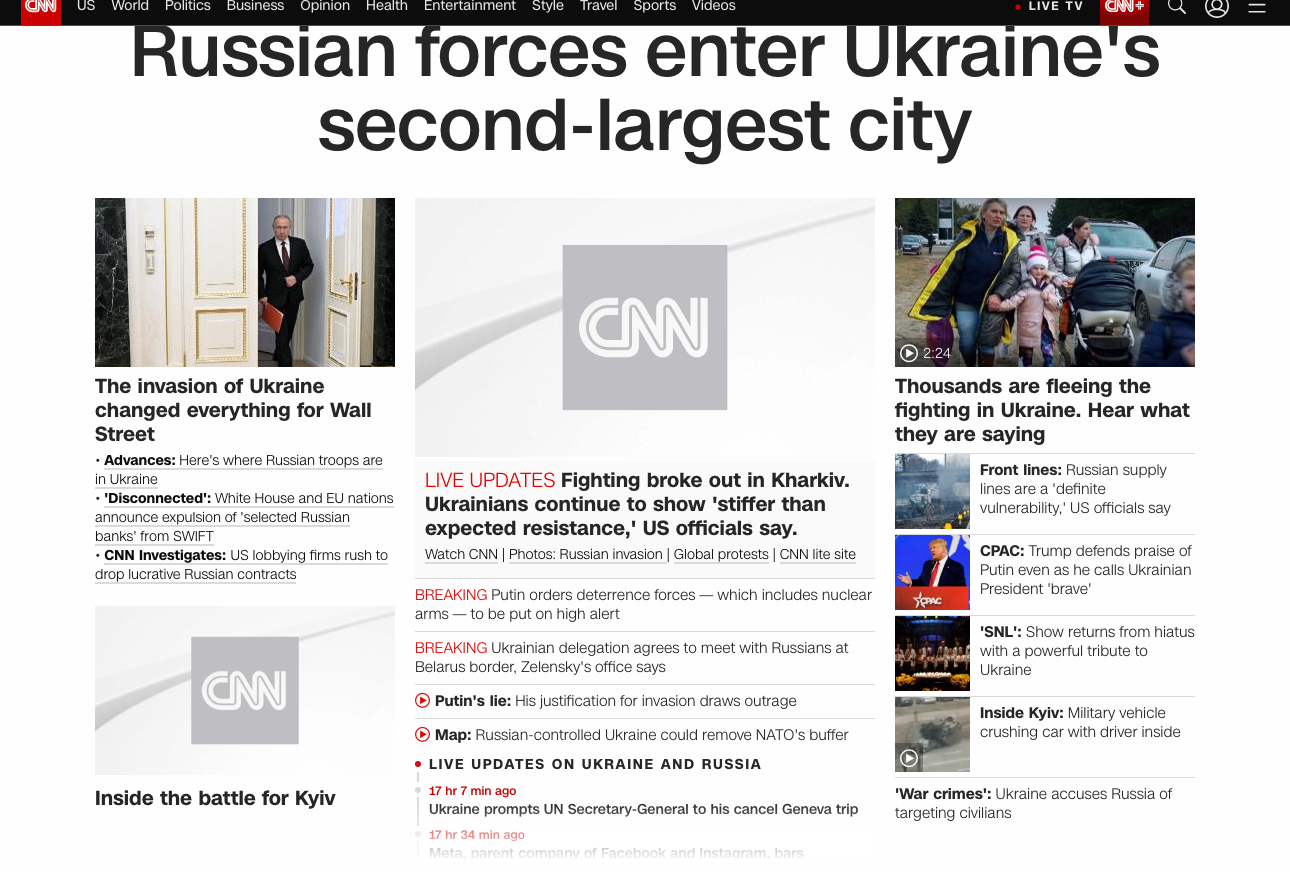 CNN US World Politics Business Opinion Health Entertainment Style Travel Sports Videos LIVE TV CNN+
Russian forces enter Ukraine's
second-largest city
The invasion of Ukraine
changed everything for Wall
Street
• Advances: Here's where Russian troops are
in Ukraine
• 'Disconnected': White House and EU nations
announce expulsion of 'selected Russian
banks' from SWIFT
• CNN Investigates: US lobbying firms rush to
drop lucrative Russian contracts
CNN
Inside the battle for Kyiv
CNN
LIVE UPDATES Fighting broke out in Kharkiv.
Ukrainians continue to show 'stiffer than
expected resistance,' US officials say.
Watch CNN | Photos: Russian invasion | Global protests | CNN lite site
BREAKING Putin orders deterrence forces — which includes nuclear
arms — to be put on high alert
BREAKING Ukrainian delegation agrees to meet with Russians at
Belarus border, Zelensky's office says
Putin's lie: His justification for invasion draws outrage
Map: Russian-controlled Ukraine could remove NATO's buffer
LIVE UPDATES ON UKRAINE AND RUSSIA
17 hr 7 min ago
Ukraine prompts UN Secretary-General to his cancel Geneva trip
17 hr 34 min ago
Meta, parent company of Facebook and Instagram, bars
2:24
Thousands are fleeing the
fighting in Ukraine. Hear what
they are saying
Front lines: Russian supply
lines are a 'definite
vulnerability,' US officials say
CPAC
CPAC: Trump defends praise of
Putin even as he calls Ukrainian
President 'brave'
'SNL': Show returns from hiatus
with a powerful tribute to
Ukraine
Inside Kyiv: Military vehicle
crushing car with driver inside
'War crimes': Ukraine accuses Russia of
targeting civilians